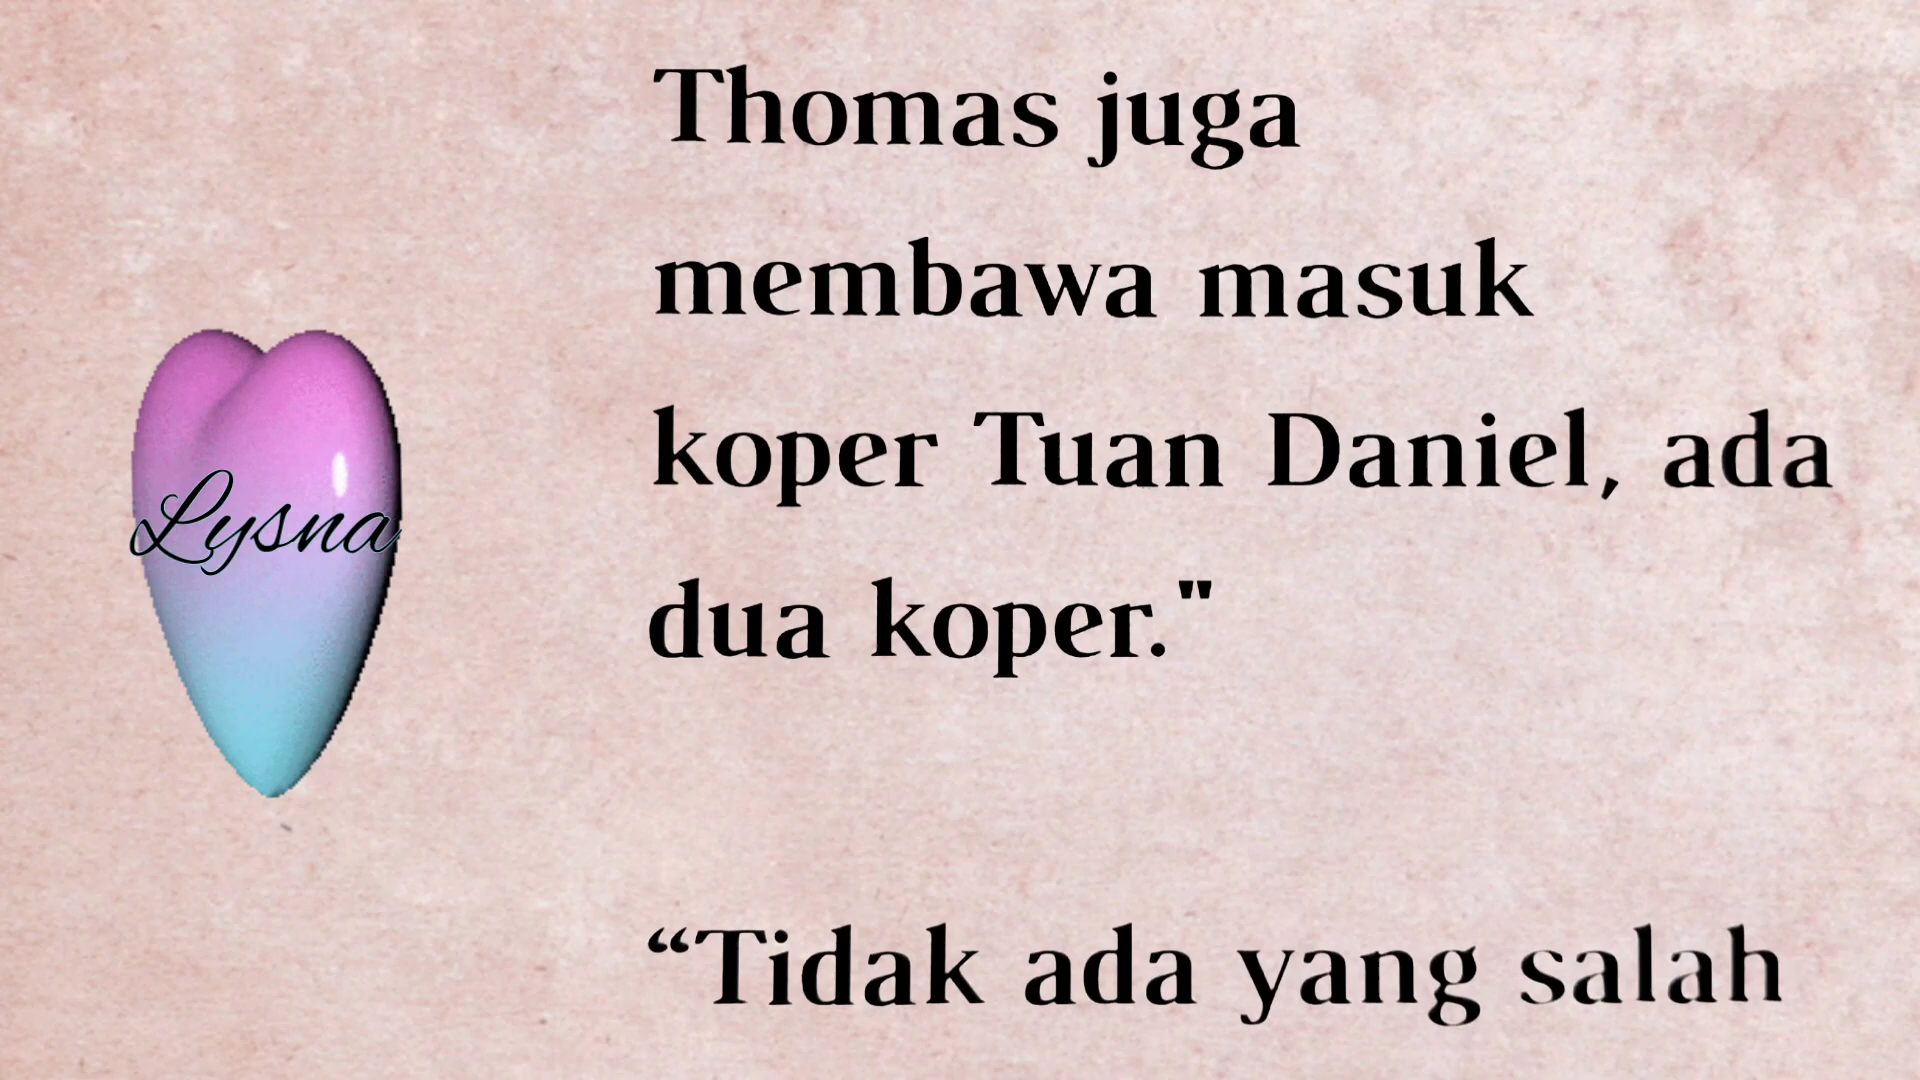 Thomas juga
membawa masuk
koper Tuan Daniel, ada
dua koper."
“Tidak ada yang salah
Lysna